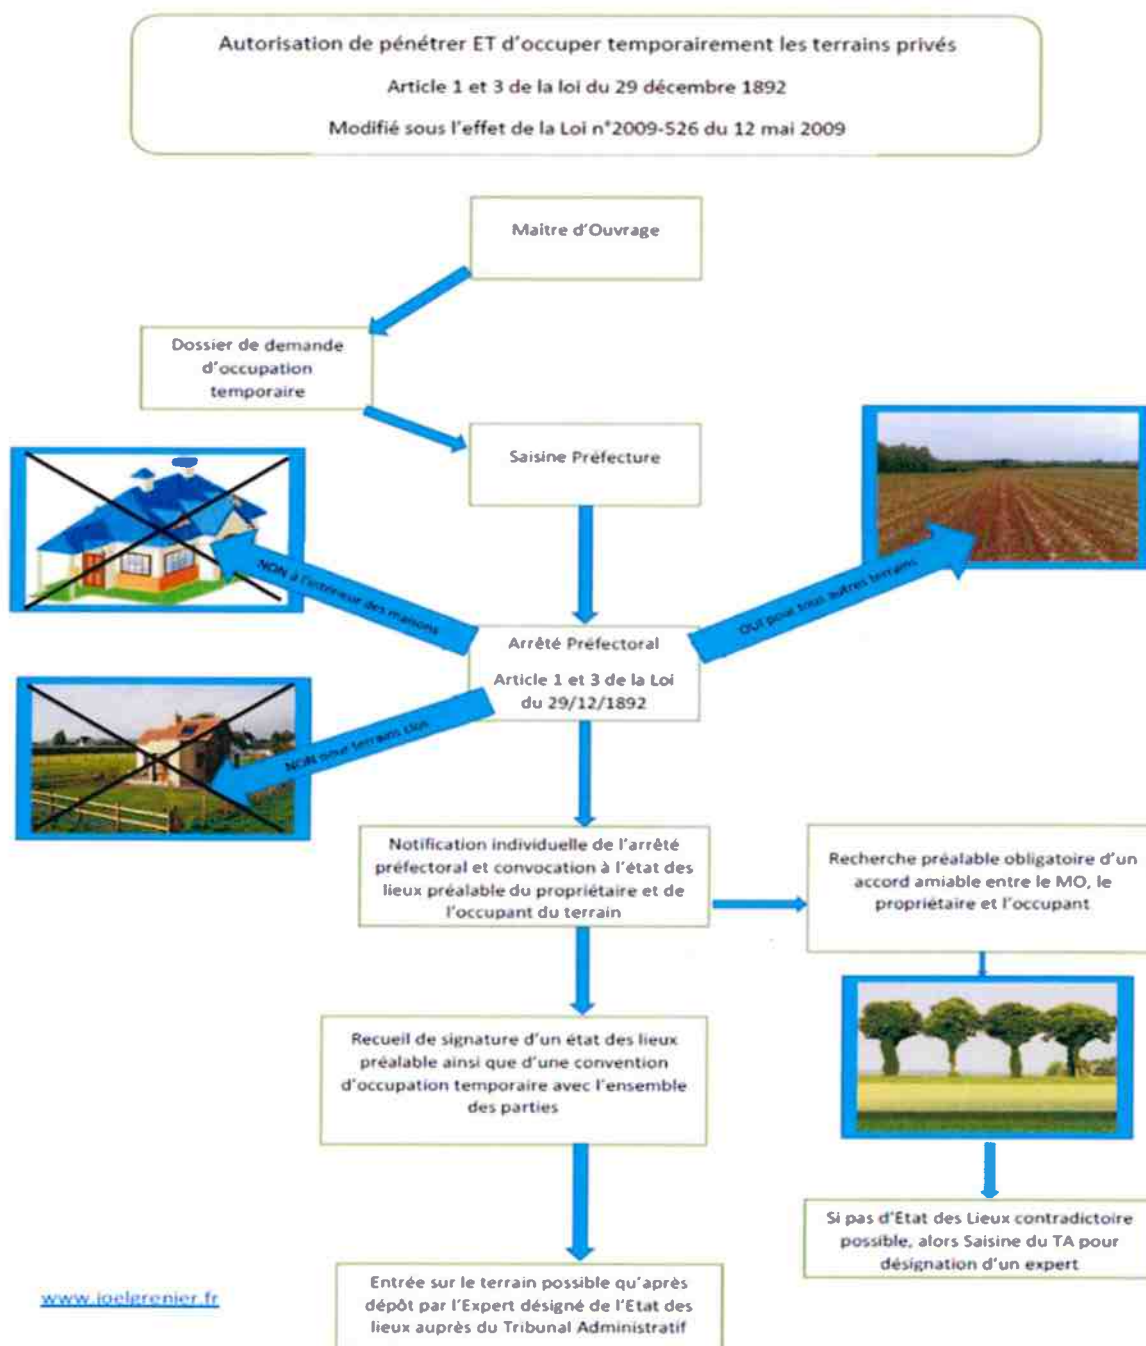 Autorisation de pénétrer ET d'occuper temporairement les terrains privés
Article 1 et 3 de la loi du 29 décembre 1892
Modifié sous l'effet de la Loi n°2009-526 du 12 mai 2009
Maitre d'Ouvrage
Dossier de demande
d'occupation
temporaire
Saisine Préfecture
NON à l'intérieur des maisons
OUI pour tous autres terrains
Arrêté Préfectoral
Article 1 et 3 de la Loi
du 29/12/1892
NON pour terrains clos
Notification individuelle de l'arrêté
préfectoral et convocation à l'état des
lieux préalable du propriétaire et de
l'occupant du terrain
Recherche préalable obligatoire d'un
accord amiable entre le MO, le
propriétaire et l'occupant
Recueil de signature d'un état des lieux
préalable ainsi que d'une convention
d'occupation temporaire avec l'ensemble
des parties
Si pas d'Etat des Lieux contradictoire
possible, alors Saisine du TA pour
désignation d'un expert
Entrée sur le terrain possible qu'après
dépôt par l'Expert désigné de l'Etat des
lieux auprès du Tribunal Administratif
www.joelgrenier.fr